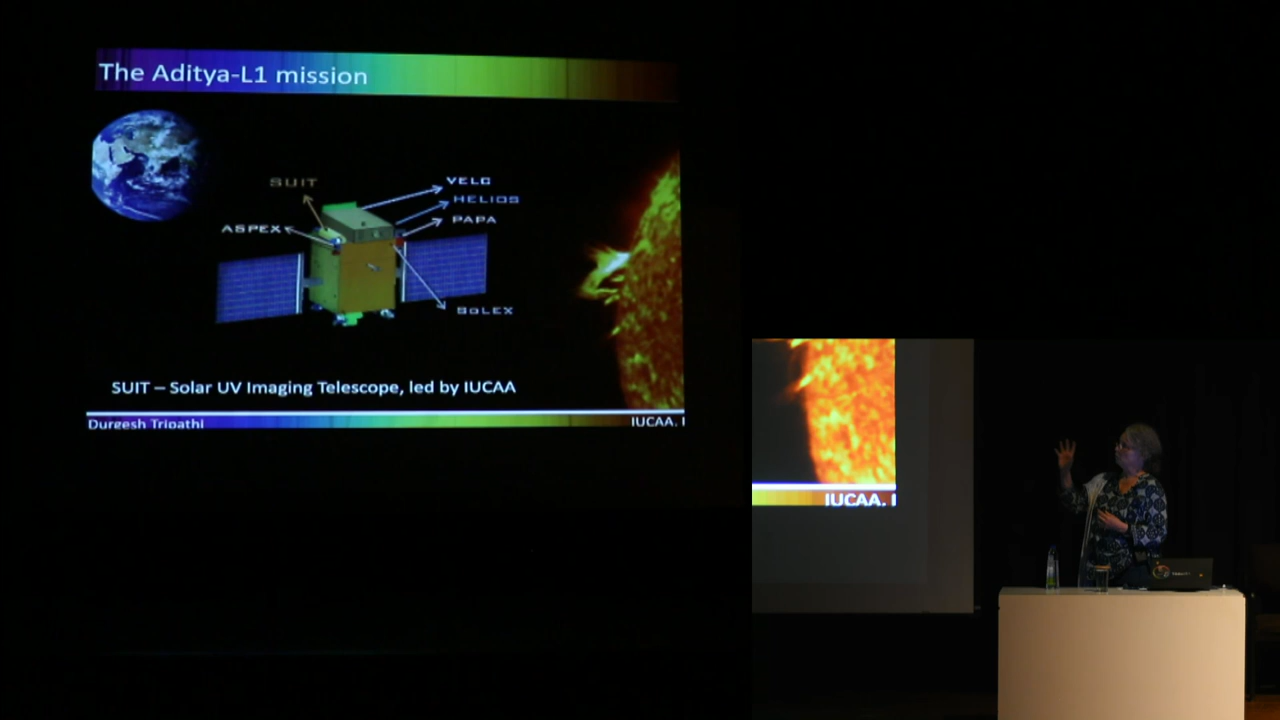 The Aditya-L1 mission
SUIT
VELC
HELIOS
ASPEX
PAPA
SoLEX
SUIT – Solar UV Imaging Telescope, led by IUCAA
Durgesh Tripathi
IUCAA, I
IUCAA, I